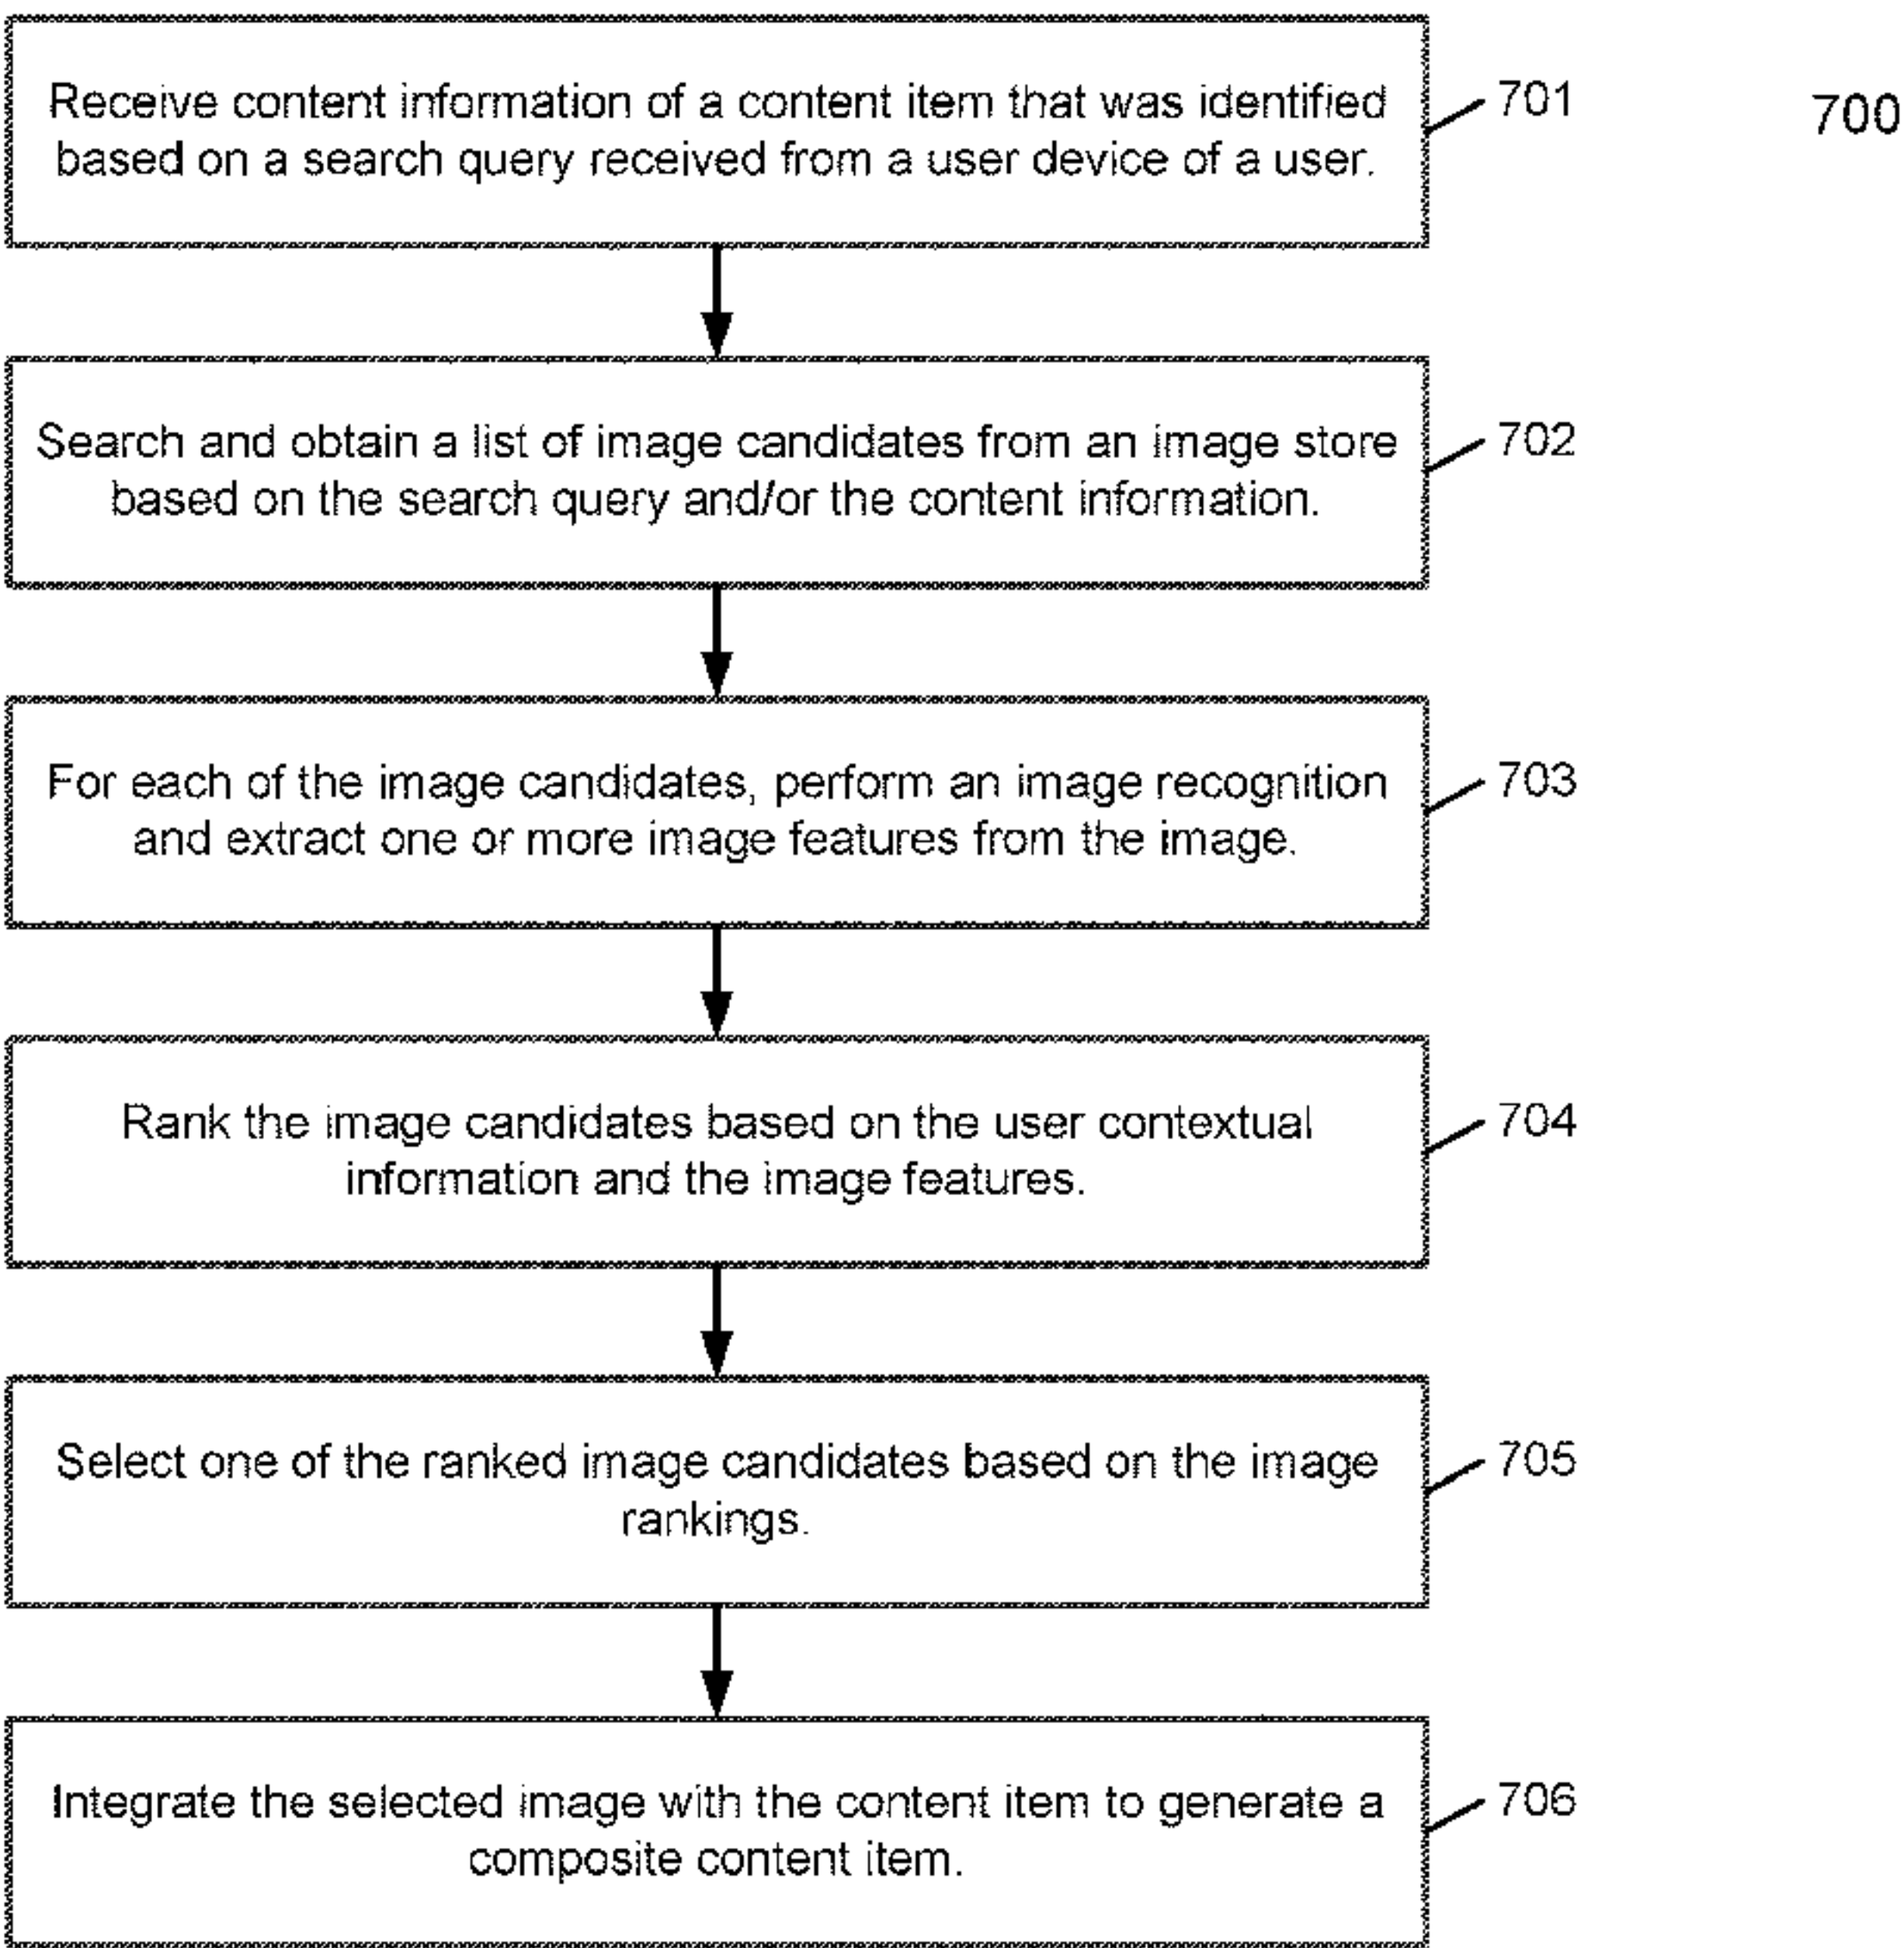 Receive content information of a content item that was identified
based on a search query received from a user device of a user.
701
700
Search and obtain a list of image candidates from an image store
based on the search query and/or the content information.
702
For each of the image candidates, perform an image recognition
and extract one or more image features from the image.
703
Rank the image candidates based on the user contextual
information and the image features.
704
Select one of the ranked image candidates based on the image
rankings.
705
Integrate the selected image with the content item to generate a
composite content item.
706